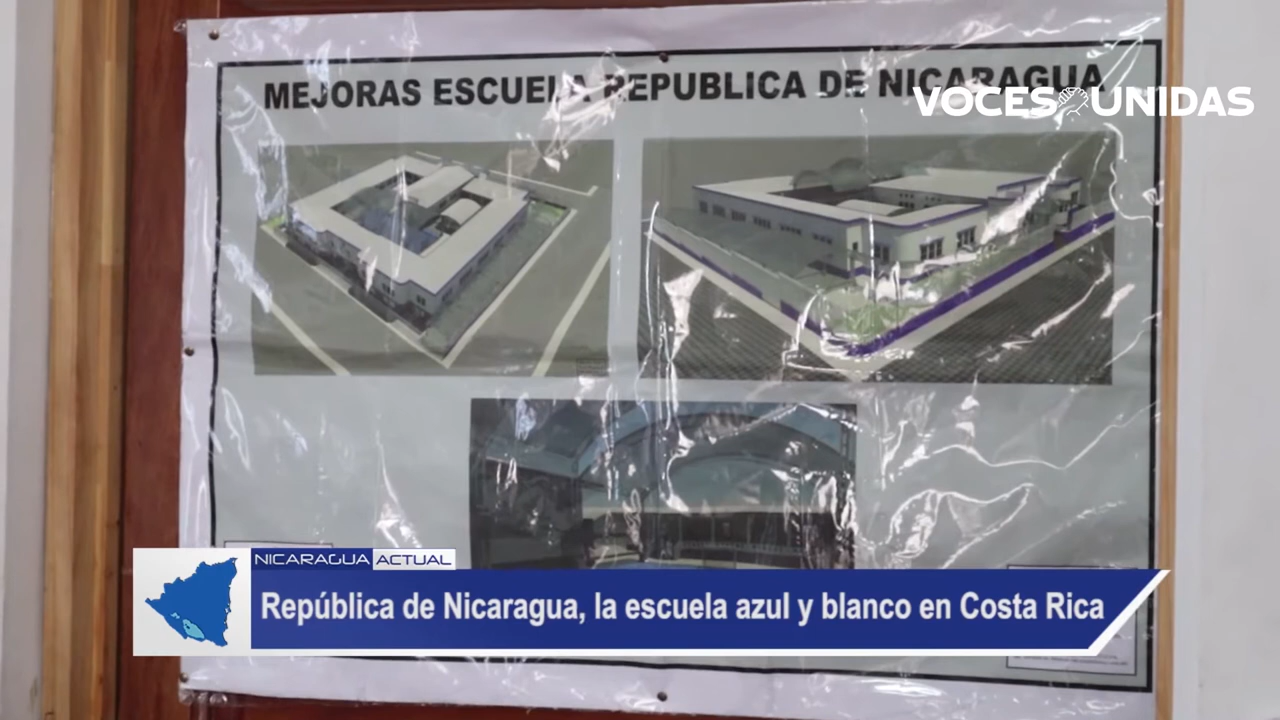 MEJORAS ESCUELA REPUBLICA DE NICARAGUA
VOCES UNIDAS
NICARAGUA ACTUAL
República de Nicaragua, la escuela azul y blanco en Costa Rica